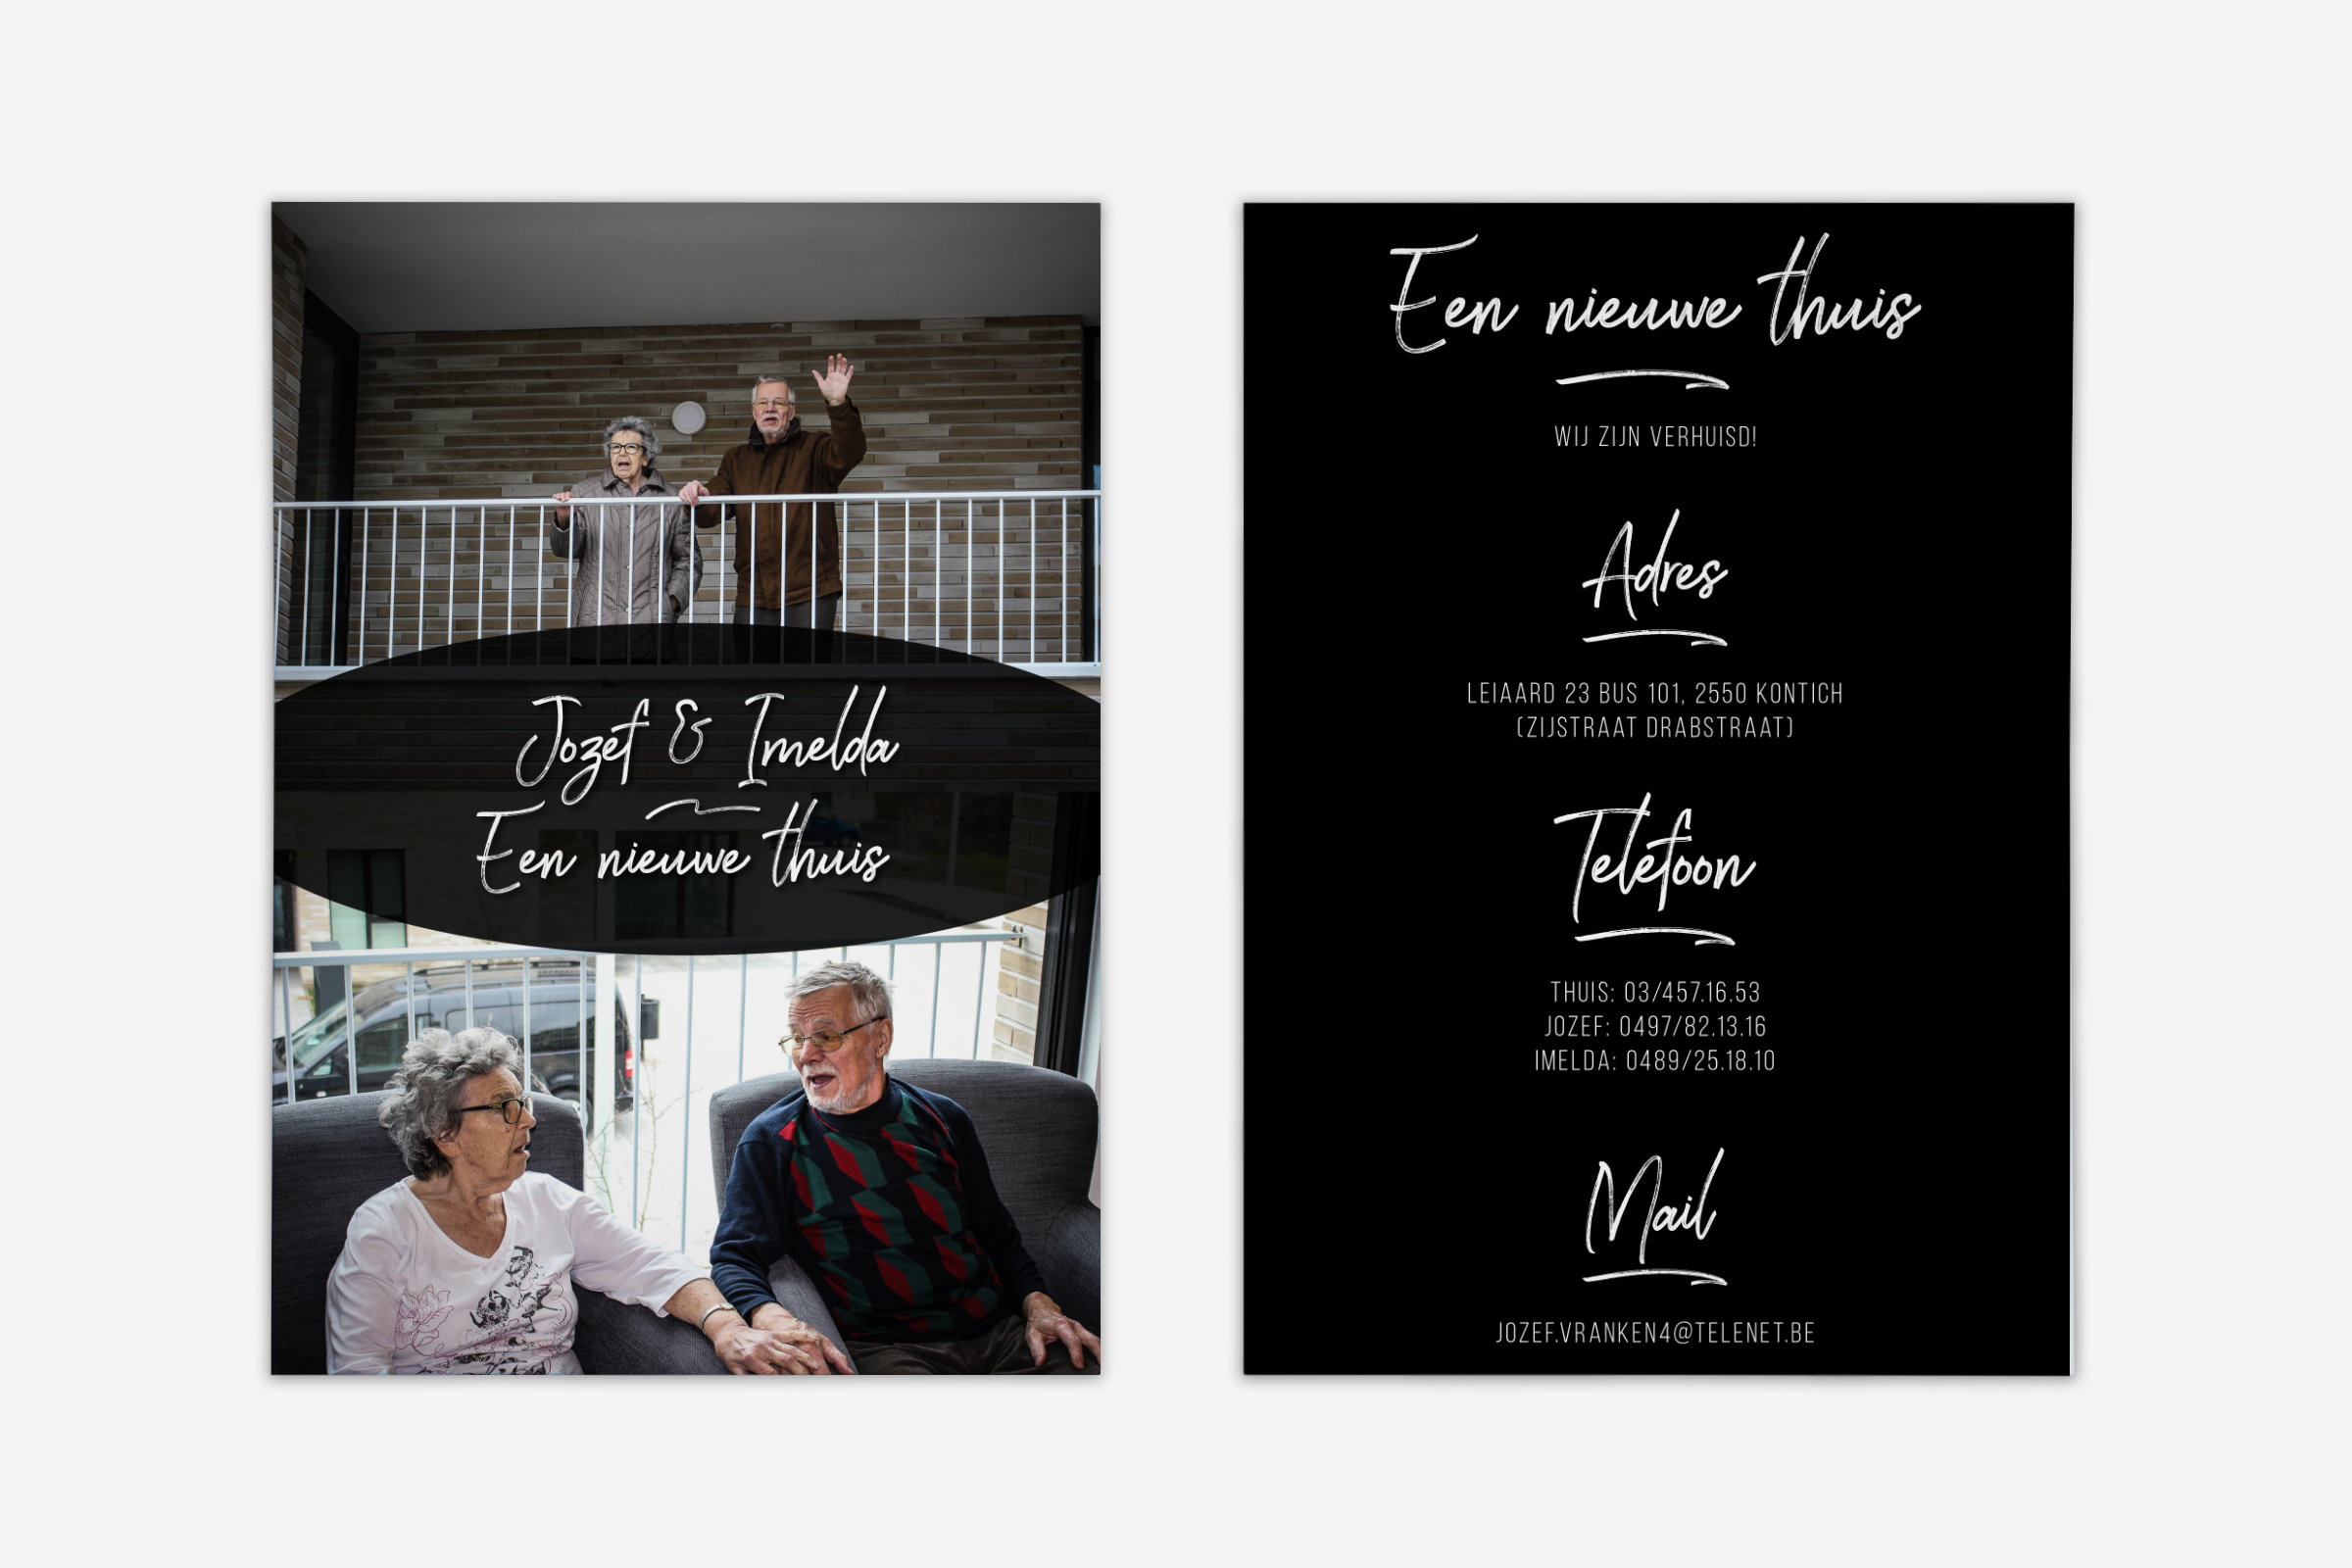 Jozef & Imelda
Een nieuwe thuis
Een nieuwe thuis
WIJ ZIJN VERHUISD!
Adres
LEIAARD 23 BUS 101, 2550 KONTICH
(ZIJSTRAAT DRABSTRAAT)
Telefoon
THUIS: 03/457.16.53
JOZEF: 0497/82.13.16
IMELDA: 0489/25.18.10
Mail
JOZEF.VRANKEN4@TELENET.BE